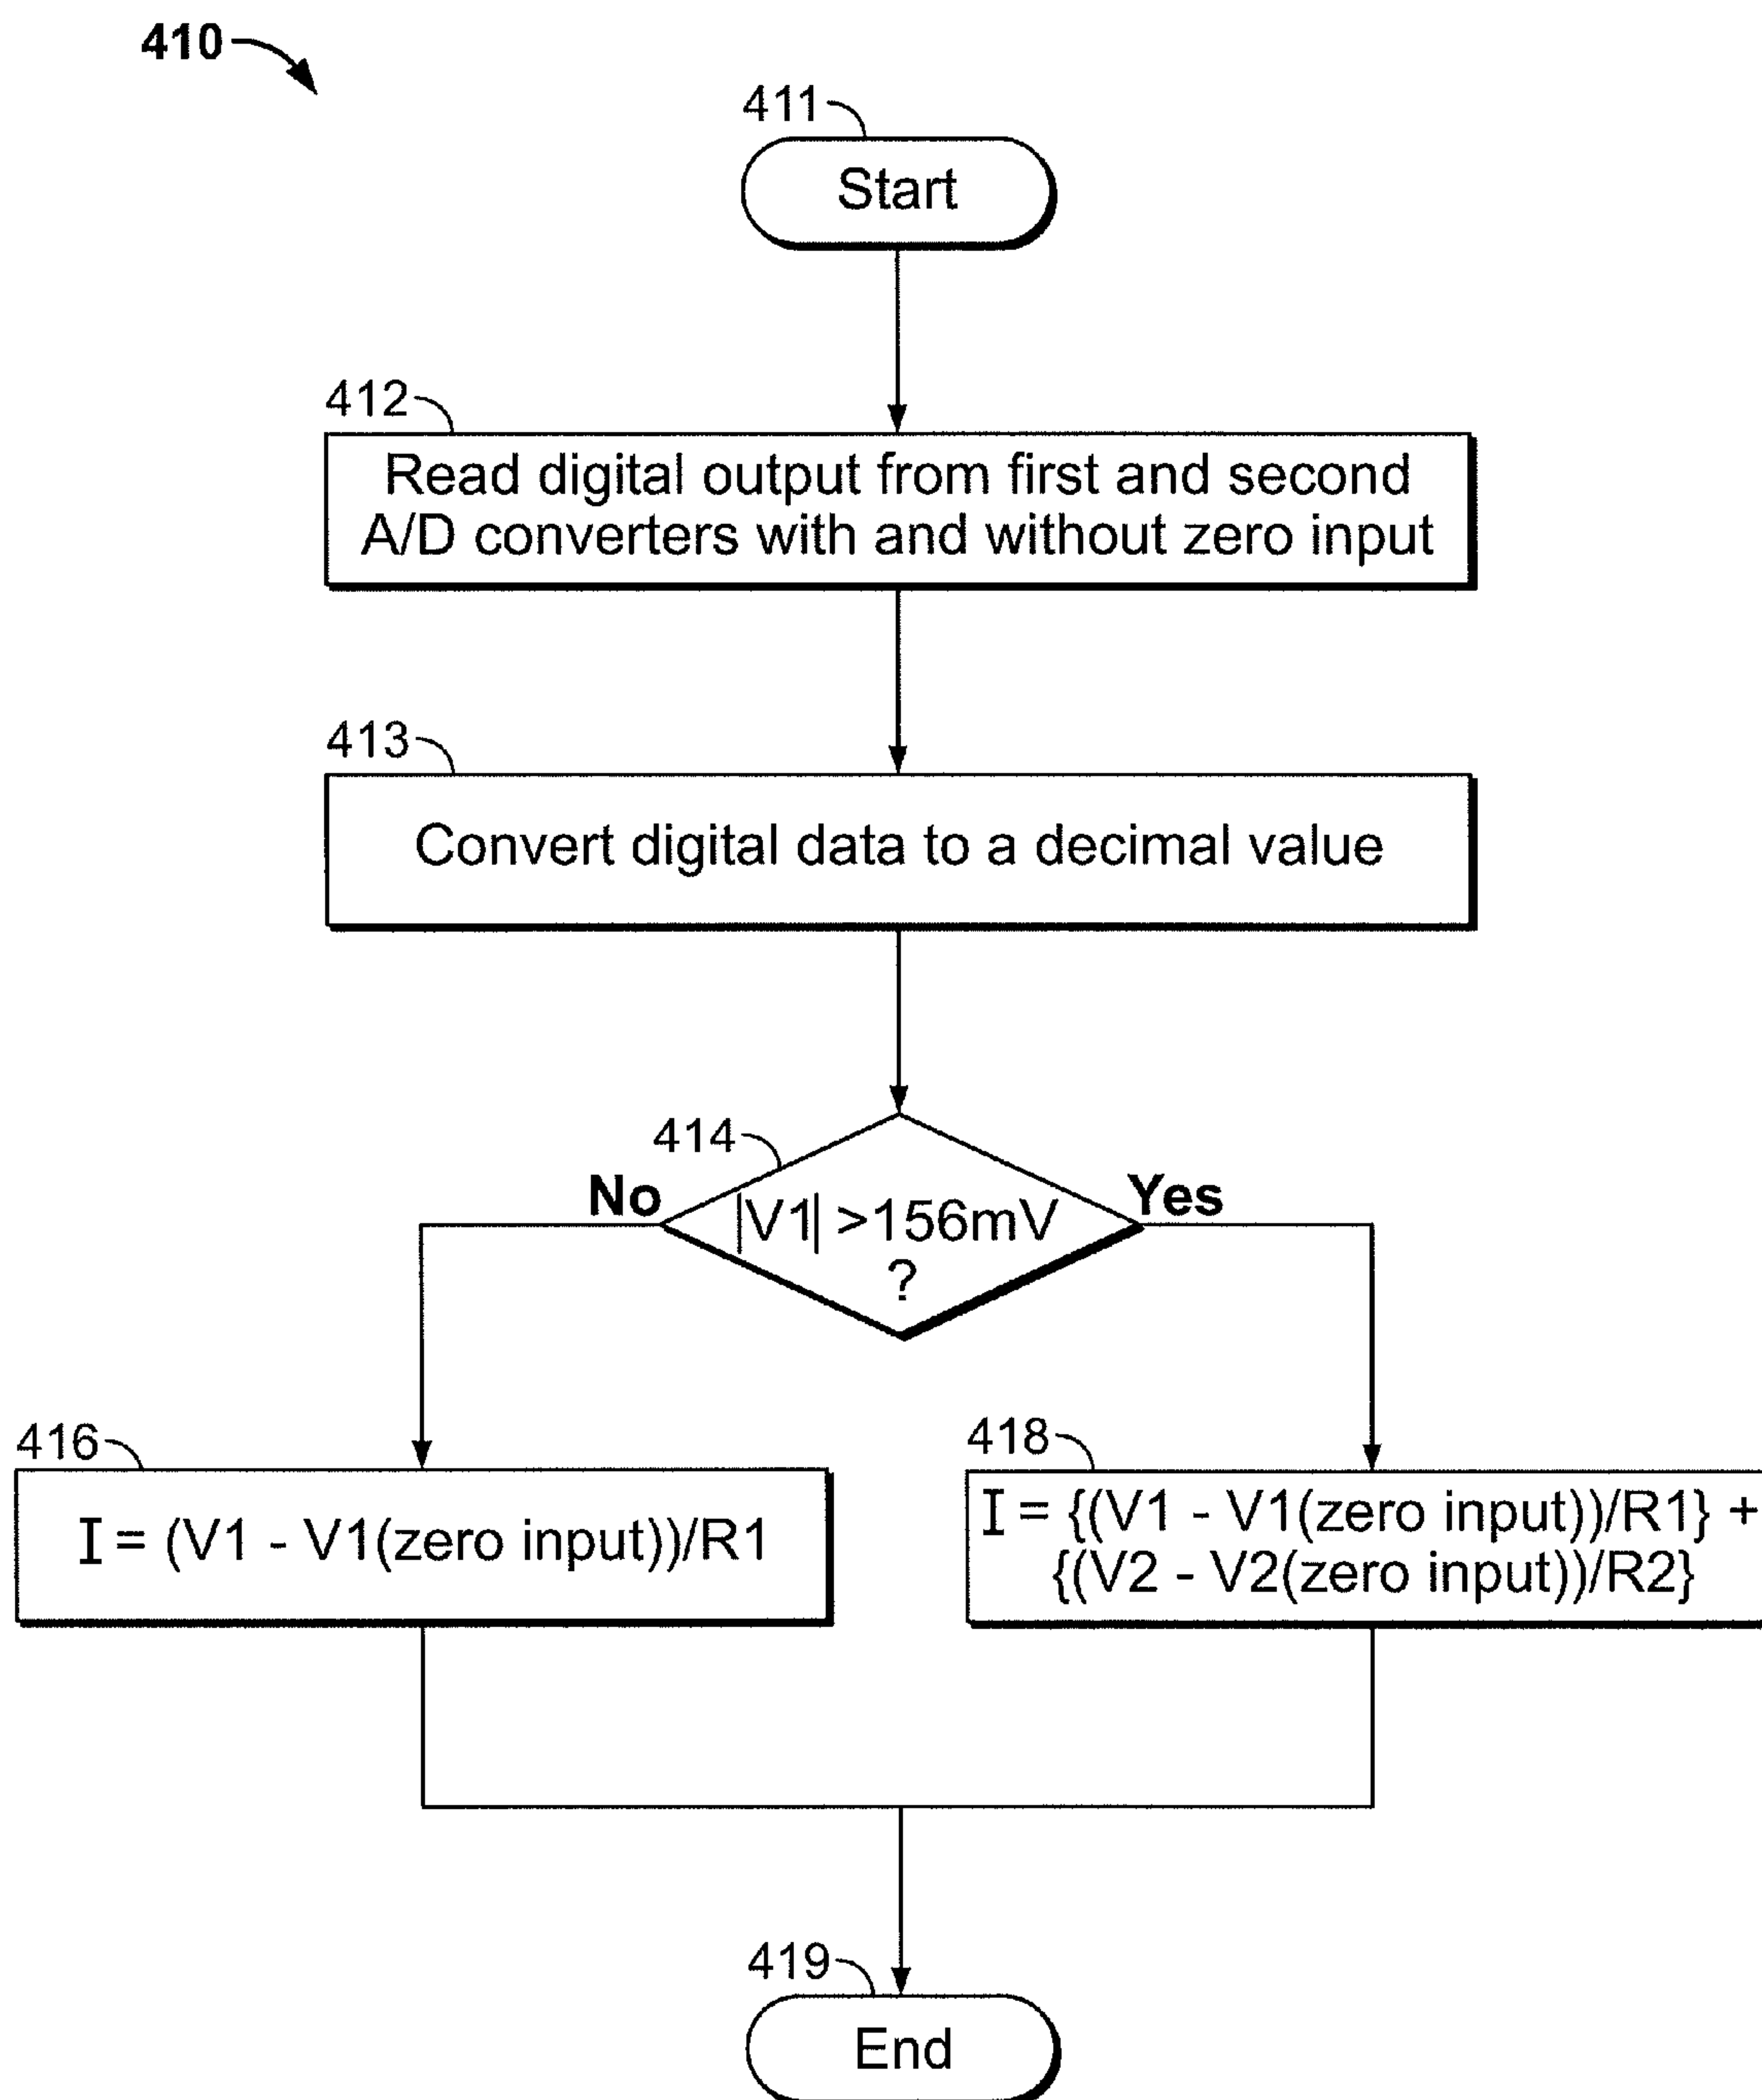 410
411
Start
412
Read digital output from first and second
A/D converters with and without zero input
413
Convert digital data to a decimal value
414
No
|V1| >156mV
?
Yes
416
I = (V1 - V1(zero input))/R1
418
I = {(V1 - V1(zero input))/R1} +
{(V2 - V2(zero input))/R2}
419
End